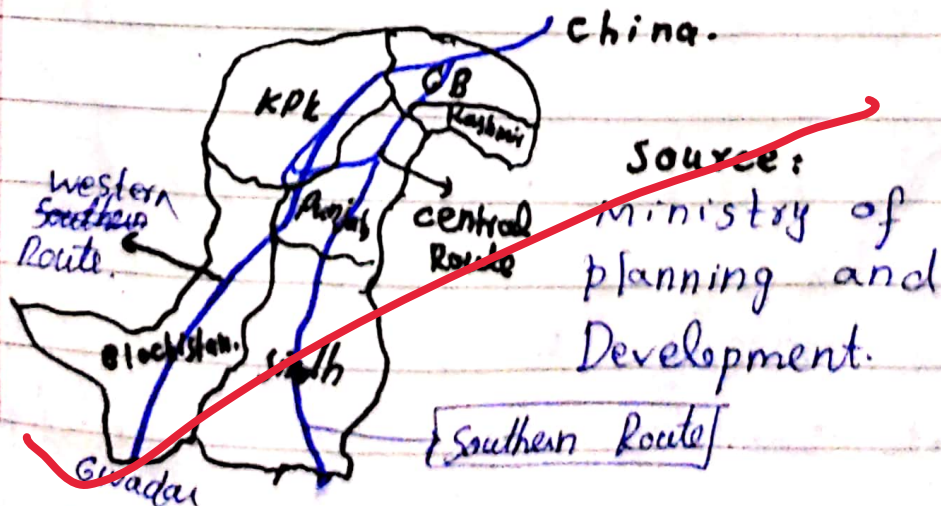 China.
KPK
GB
Kashmir
Source:
Ministry of
planning and
Development.
Western
Southern
Route.
Punjab
central
Route
Blochistan.
Sindh
[Southern Route]
Gwadar